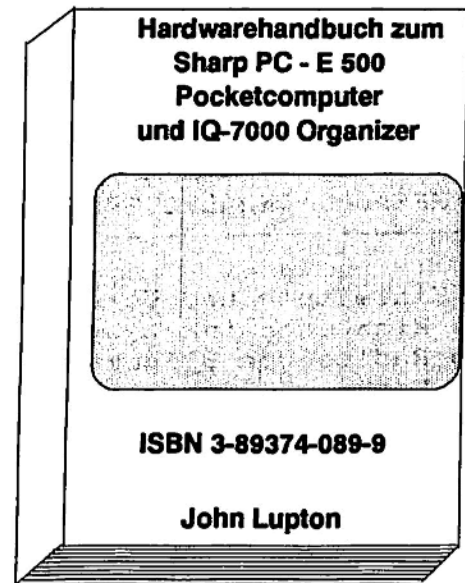 Hardwarehandbuch zum
Sharp PC - E 500
Pocketcomputer
und IQ-7000 Organizer
ISBN 3-89374-089-9
John Lupton